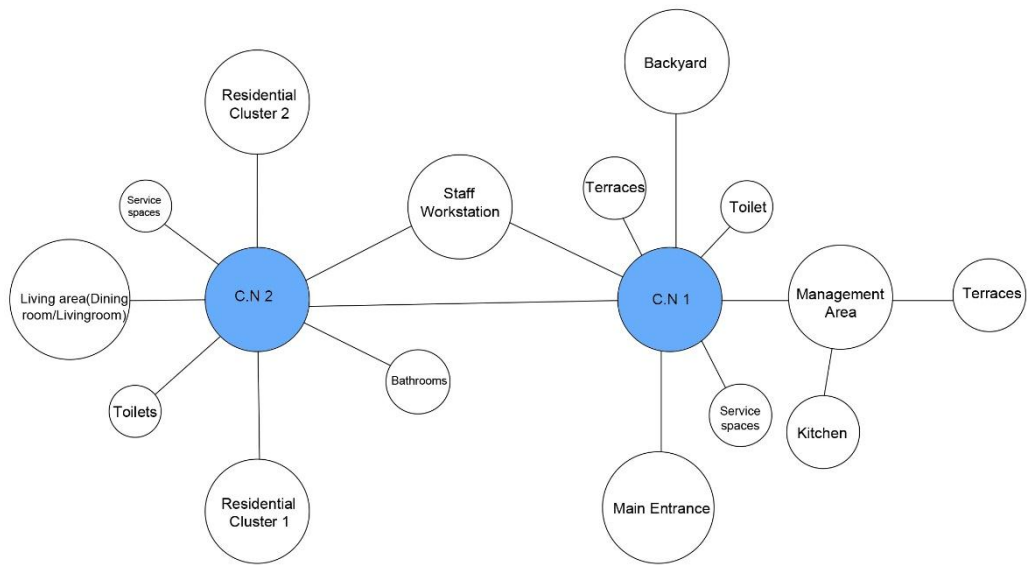 Backyard
Residential
Cluster 2
Terraces
Staff
Workstation
Service
spaces
Toilet
C.N 2
C.N 1
Living area(Dining
room/Livingroom)
Management
Area
Terraces
Bathrooms
Toilets
Service
spaces
Kitchen
Residential
Cluster 1
Main Entrance